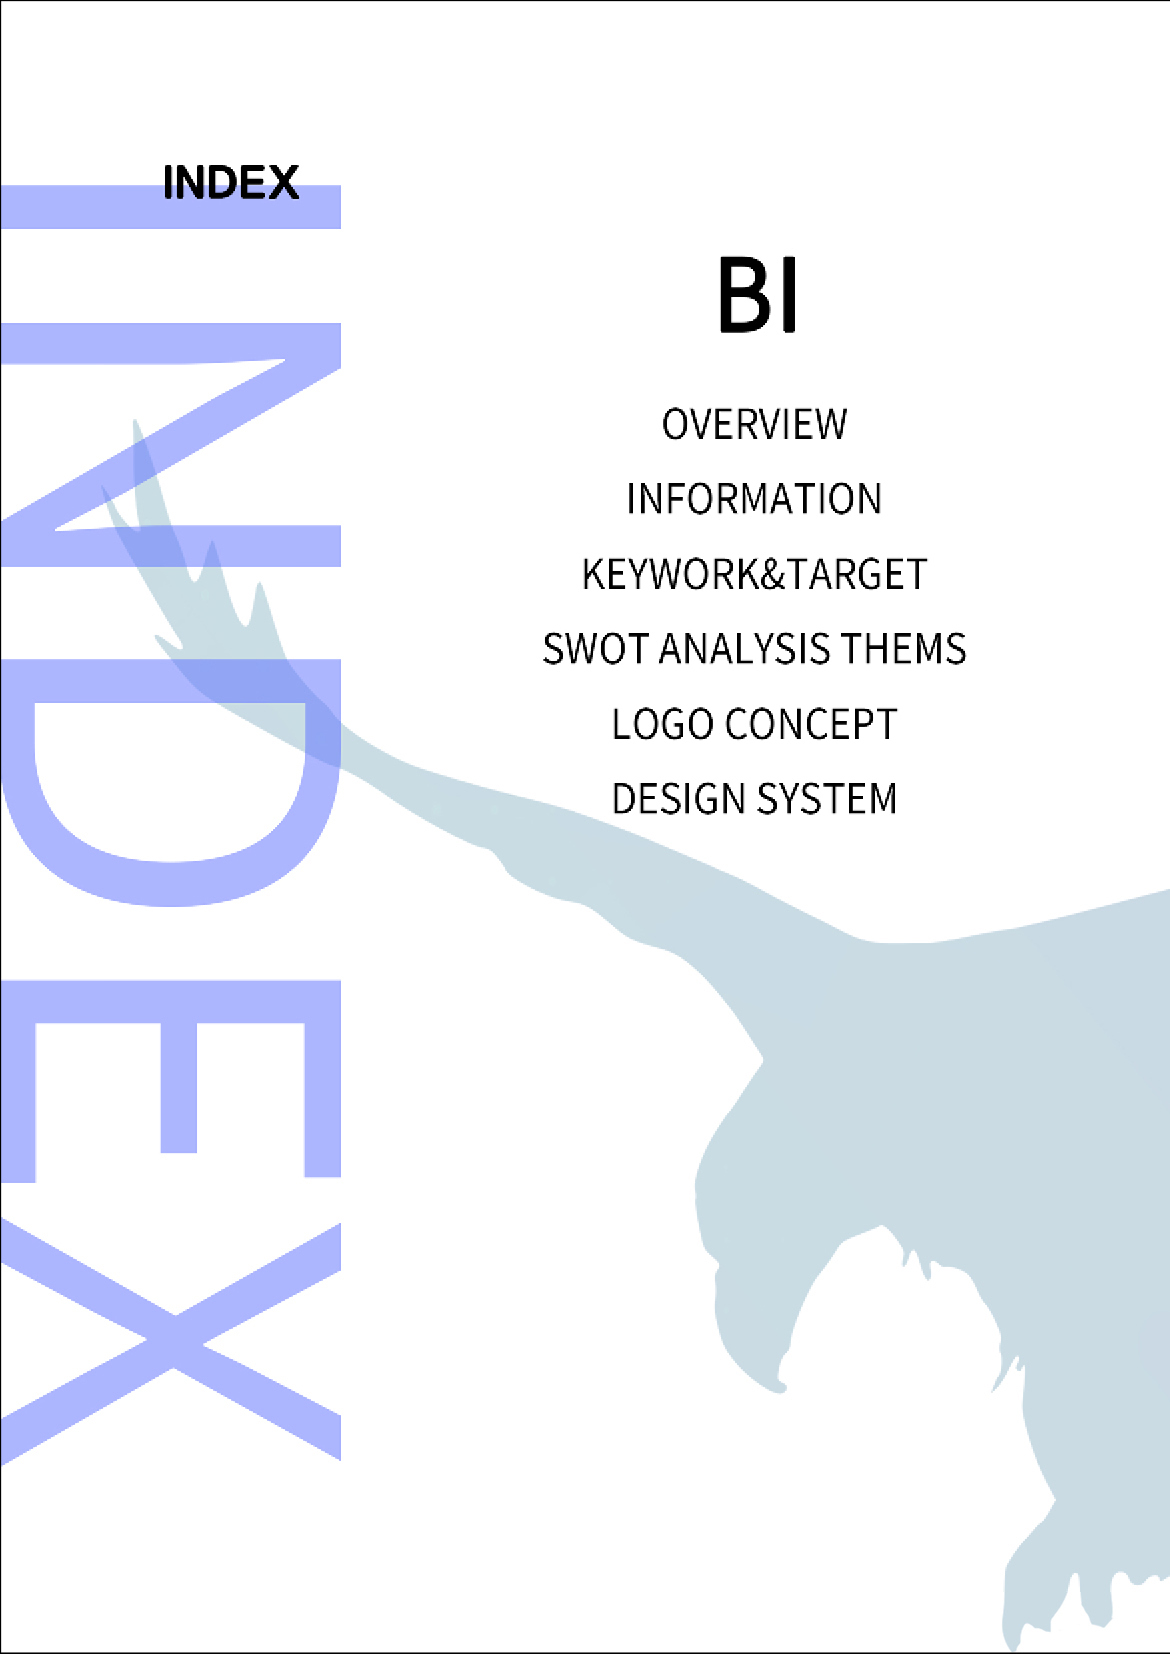 INDEX
INDEX
BI
OVERVIEW
INFORMATION
KEYWORK&TARGET
SWOT ANALYSIS THEMS
LOGO CONCEPT
DESIGN SYSTEM